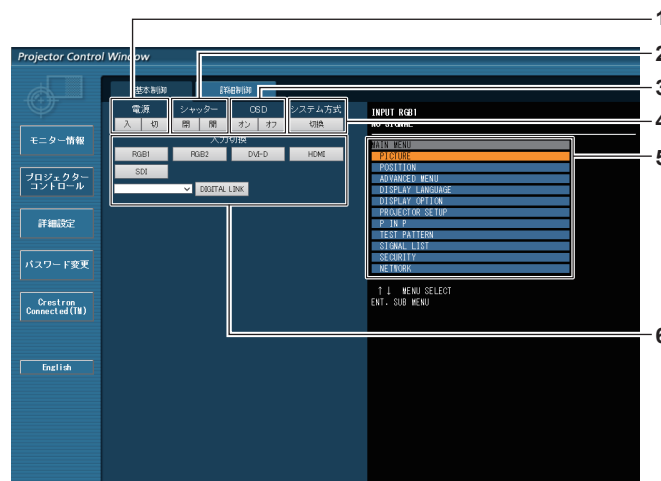 1
Projector Control Window
2
基本制御 詳細制御
3
電源 シャッター OSD システム方式
入 切 閉 開 オン オフ 切換
4
INPUT RGB1
NO SIGNAL
入力切換
RGB1 RGB2 DVI-D HDMI
SDI
DIGITAL LINK
MAIN MENU
5
PICTURE
POSITION
ADVANCED MENU
DISPLAY LANGUAGE
DISPLAY OPTION
PROJECTOR SETUP
P IN P
TEST PATTERN
SIGNAL LIST
SECURITY
NETWORK
↑↓ MENU SELECT
ENT. SUB MENU
6
モニター情報
プロジェクター
コントロール
詳細設定
パスワード変更
Crestron
Connected(TM)
English